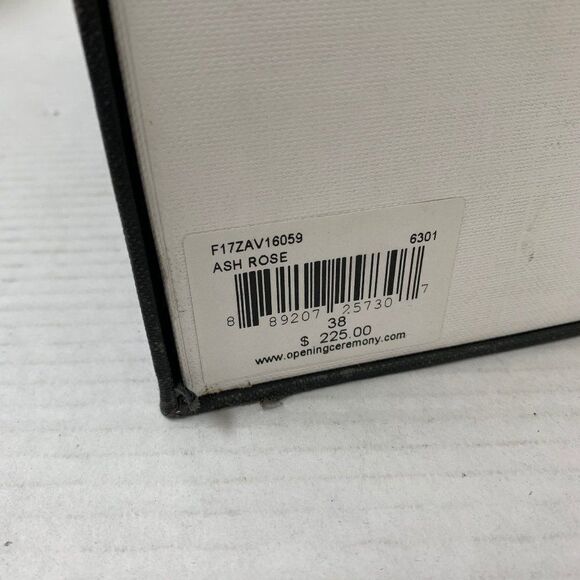 F17ZAV16059 6301
ASH ROSE
8 89207 25730 7
38
$ 225.00
www.openingceremony.com